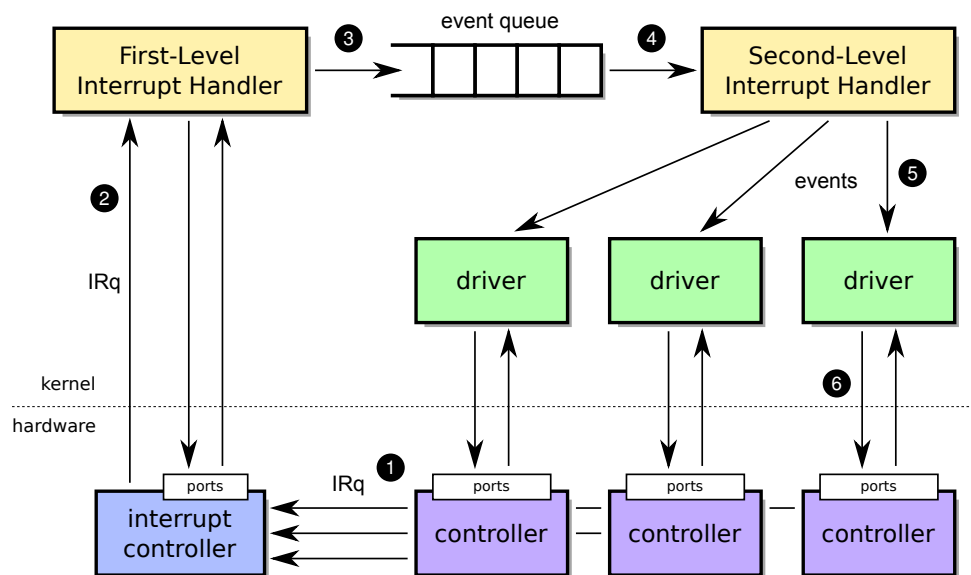 event queue
3
4
First-Level
Interrupt Handler
Second-Level
Interrupt Handler
2
5
events
IRq
driver
driver
driver
kernel
6
hardware
1
IRq
ports
ports
ports
ports
interrupt
controller
controller
controller
controller